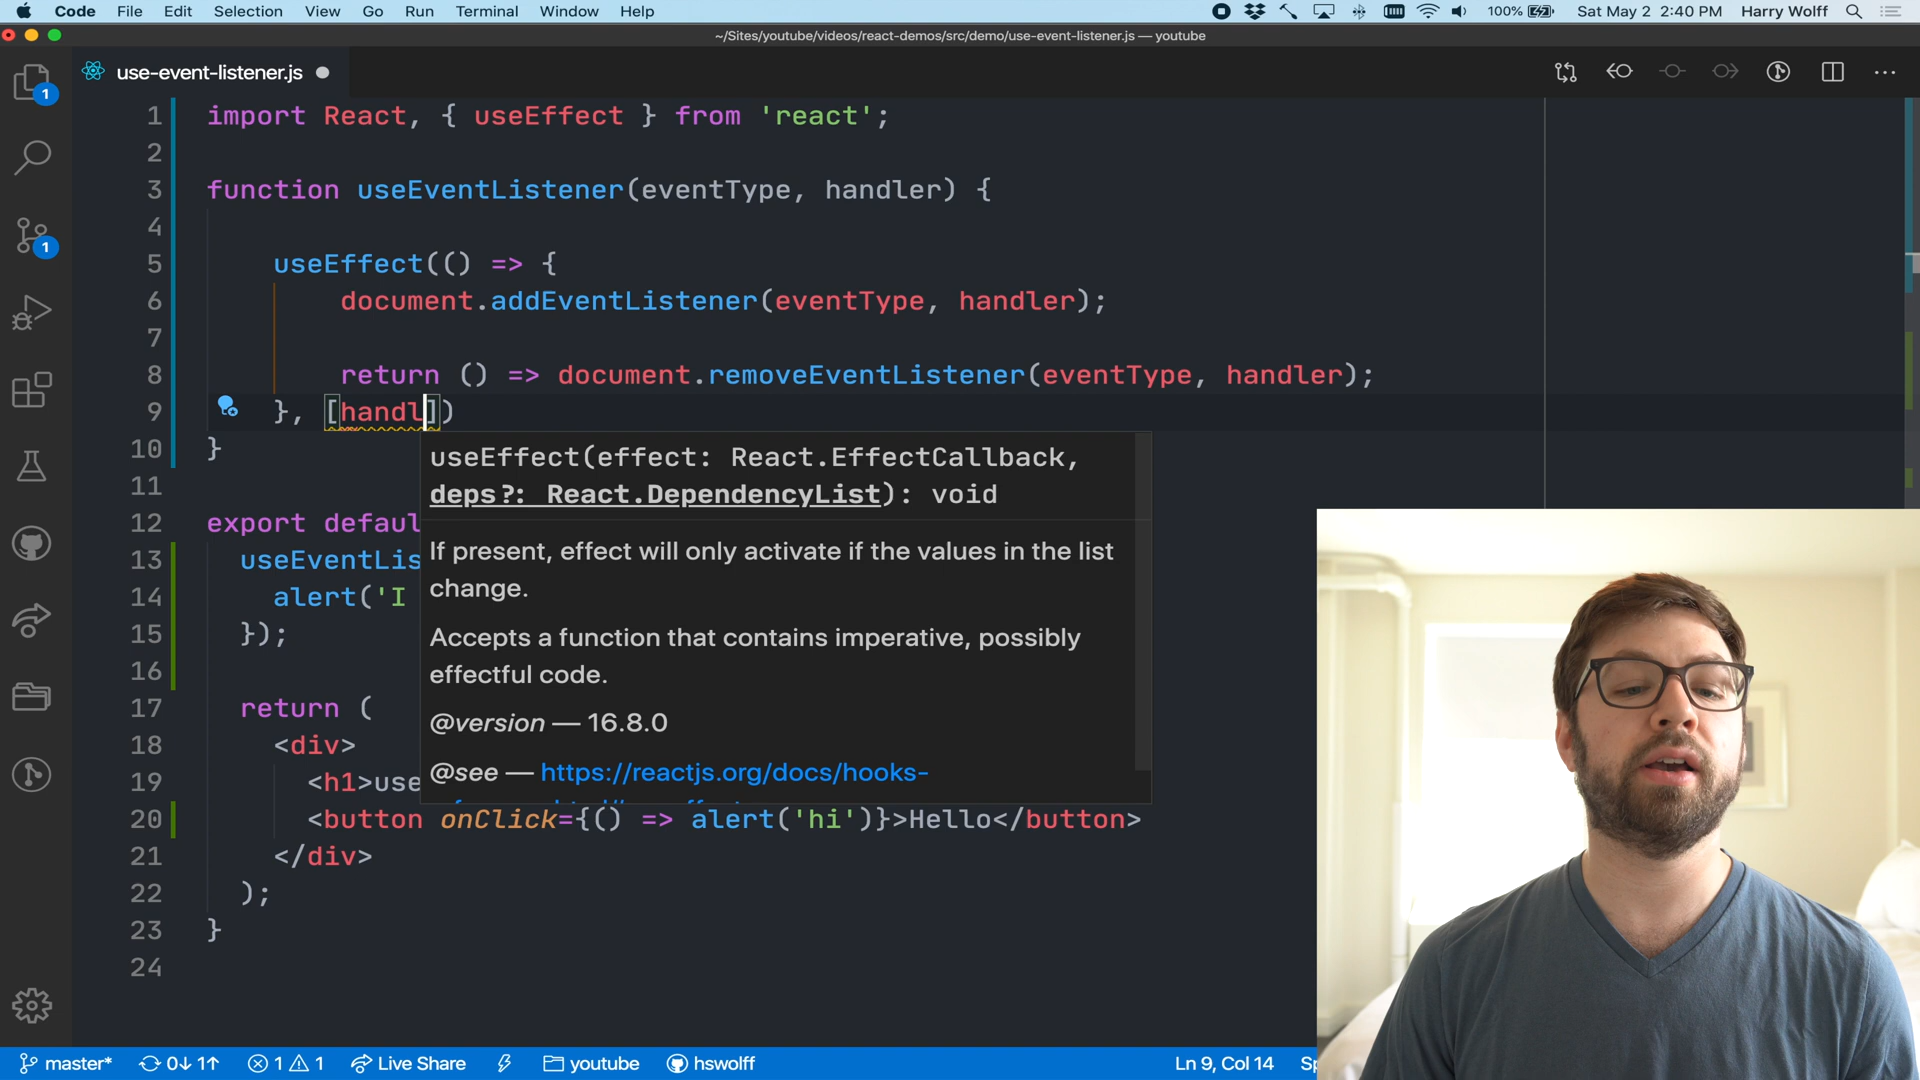 Code File Edit Selection View Go Run Terminal Window Help 100% Sat May 2 2:40 PM Harry Wolff
~/Sites/youtube/videos/react-demos/src/demo/use-event-listener.js — youtube
use-event-listener.js
1 import React, { useEffect } from 'react';
2
3 function useEventListener(eventType, handler) {
4
5 useEffect(() => {
6 document.addEventListener(eventType, handler);
7
8 return () => document.removeEventListener(eventType, handler);
9 }, [handl])
10 }
useEffect(effect: React.EffectCallback,
deps?: React.DependencyList): void
If present, effect will only activate if the values in the list
change.
Accepts a function that contains imperative, possibly
effectful code.
@version — 16.8.0
@see — https://reactjs.org/docs/hooks-
11
12 export defaul
13 useEventLis
14 alert('I
15 });
16
17 return (
18 <div>
19 <h1>use
20 <button onClick={() => alert('hi')}>Hello</button>
21 </div>
22 );
23 }
24
1
1
master* 0↓ 1↑ 1 1 Live Share youtube hswolff Ln 9, Col 14